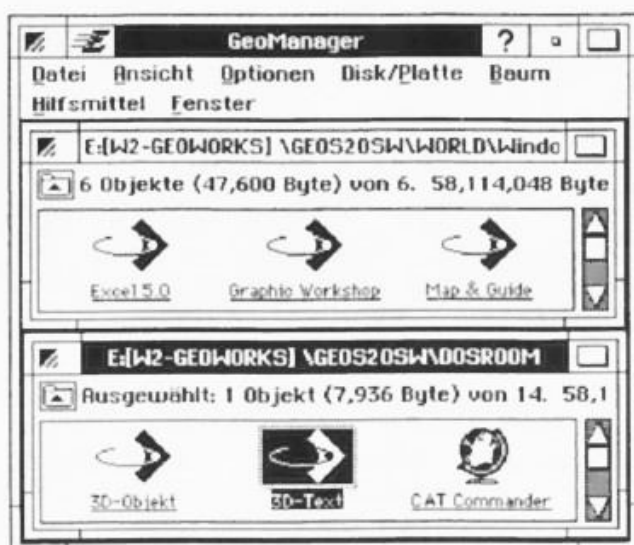 GeoManager ?
Datei Ansicht Optionen Disk/Platte Baum
Hilfsmittel Fenster
E:[W2-GEOWORKS] \GEOS20SW\WORLD\Windo
6 Objekte (47,600 Byte) von 6. 58,114,048 Byte
Excel 5.0 Graphic Workshop Map & Guide
E:[W2-GEOWORKS] \GEOS20SW\DOSROOM
Ausgewählt: 1 Objekt (7,936 Byte) von 14. 58,1
3D-Objekt 3D-Text CAT Commander